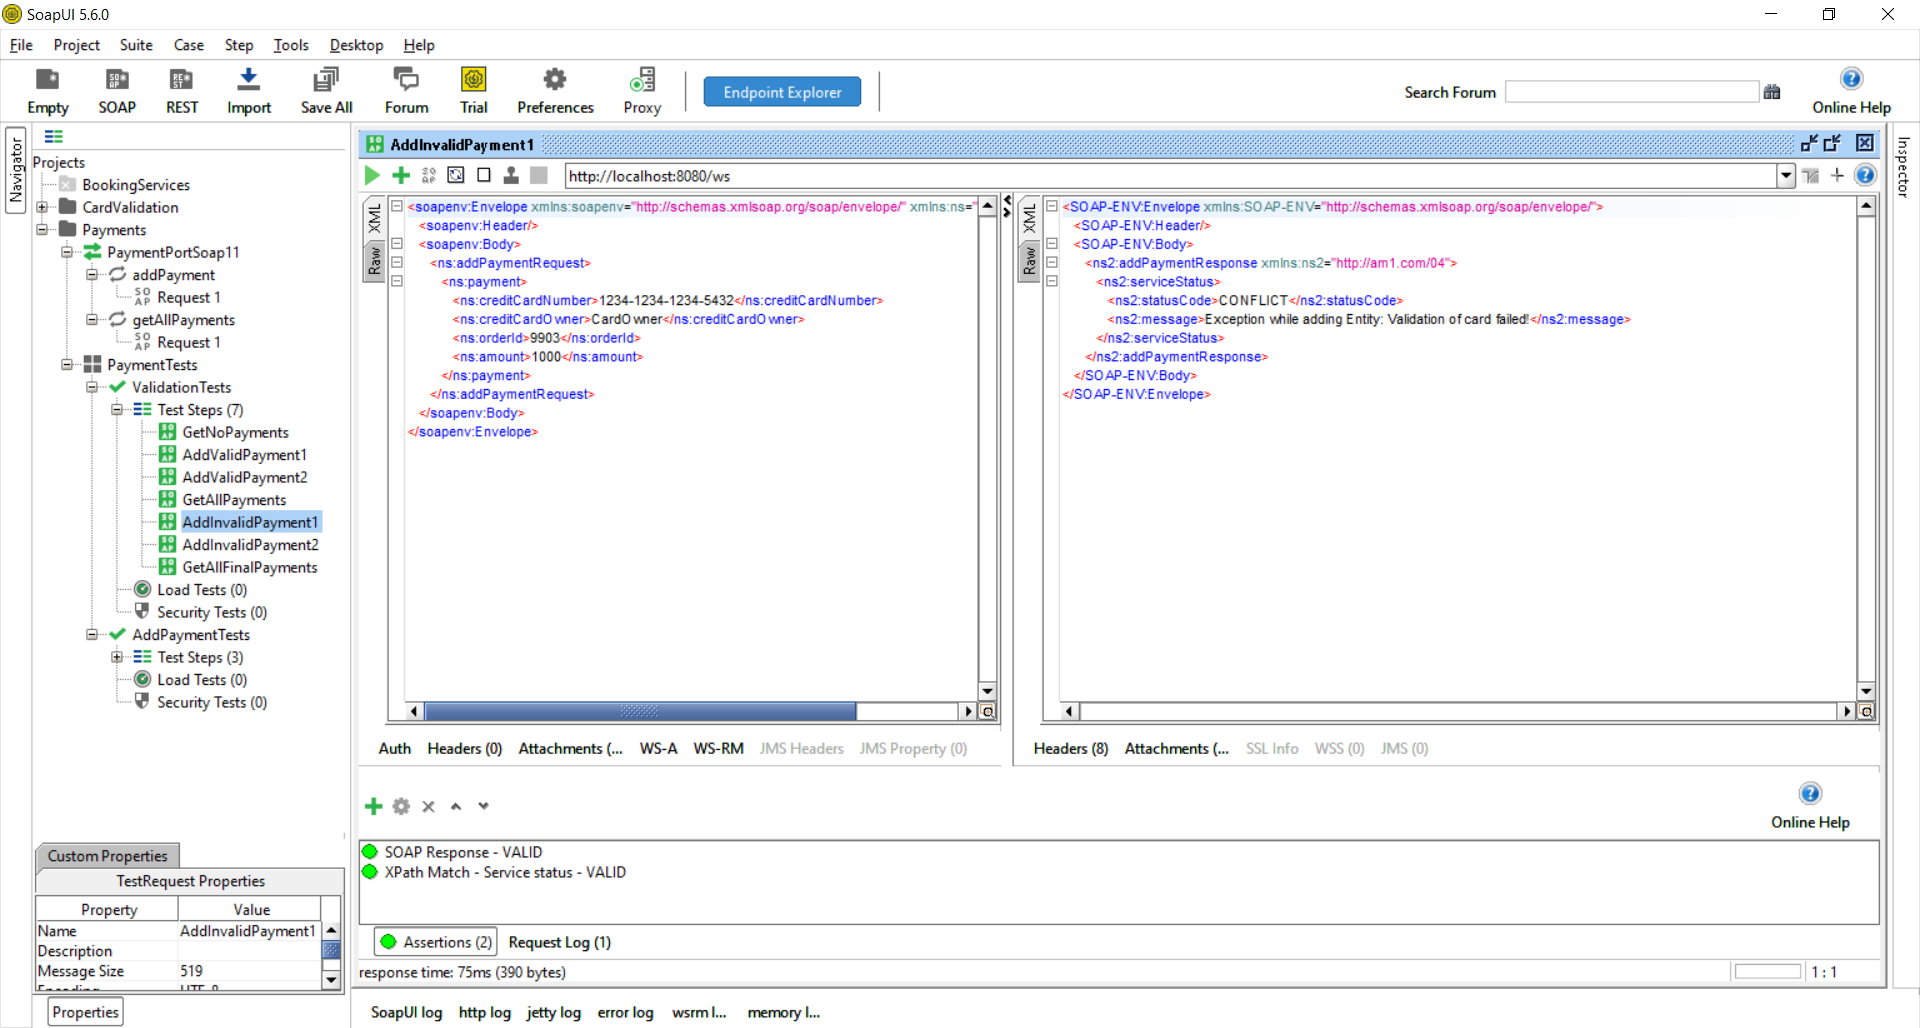 SoapUI 5.6.0
File Project Suite Case Step Tools Desktop Help
Empty SOAP REST Import Save All Forum Trial Preferences Proxy
Endpoint Explorer
Search Forum
Online Help
Navigator
Projects
BookingServices
CardValidation
Payments
PaymentPortSoap11
addPayment
Request 1
getAllPayments
Request 1
PaymentTests
ValidationTests
Test Steps (7)
GetNoPayments
AddValidPayment1
AddValidPayment2
GetAllPayments
AddInvalidPayment1
AddInvalidPayment2
GetAllFinalPayments
Load Tests (0)
Security Tests (0)
AddPaymentTests
Test Steps (3)
Load Tests (0)
Security Tests (0)
Custom Properties
TestRequest Properties
Property Value
Name AddInvalidPayment1
Description
Message Size 519
Encoding UTF-8
Properties
AddInvalidPayment1
http://localhost:8080/ws
XML
Raw
<soapenv:Envelope xmlns:soapenv="http://schemas.xmlsoap.org/soap/envelope/" xmlns:ns="
<soapenv:Header/>
<soapenv:Body>
<ns:addPaymentRequest>
<ns:payment>
<ns:creditCardNumber>1234-1234-1234-5432</ns:creditCardNumber>
<ns:creditCardOwner>CardOwner</ns:creditCardOwner>
<ns:orderId>9903</ns:orderId>
<ns:amount>1000</ns:amount>
</ns:payment>
</ns:addPaymentRequest>
</soapenv:Body>
</soapenv:Envelope>
Auth Headers (0) Attachments (... WS-A WS-RM JMS Headers JMS Property (0)
XML
Raw
<SOAP-ENV:Envelope xmlns:SOAP-ENV="http://schemas.xmlsoap.org/soap/envelope/">
<SOAP-ENV:Header/>
<SOAP-ENV:Body>
<ns2:addPaymentResponse xmlns:ns2="http://am1.com/04">
<ns2:serviceStatus>
<ns2:statusCode>CONFLICT</ns2:statusCode>
<ns2:message>Exception while adding Entity: Validation of card failed!</ns2:message>
</ns2:serviceStatus>
</ns2:addPaymentResponse>
</SOAP-ENV:Body>
</SOAP-ENV:Envelope>
Headers (8) Attachments (... SSL Info WSS (0) JMS (0)
Online Help
SOAP Response - VALID
XPath Match - Service status - VALID
Assertions (2) Request Log (1)
response time: 75ms (390 bytes)
1 : 1
SoapUI log http log jetty log error log wsrm l... memory l...
Inspector